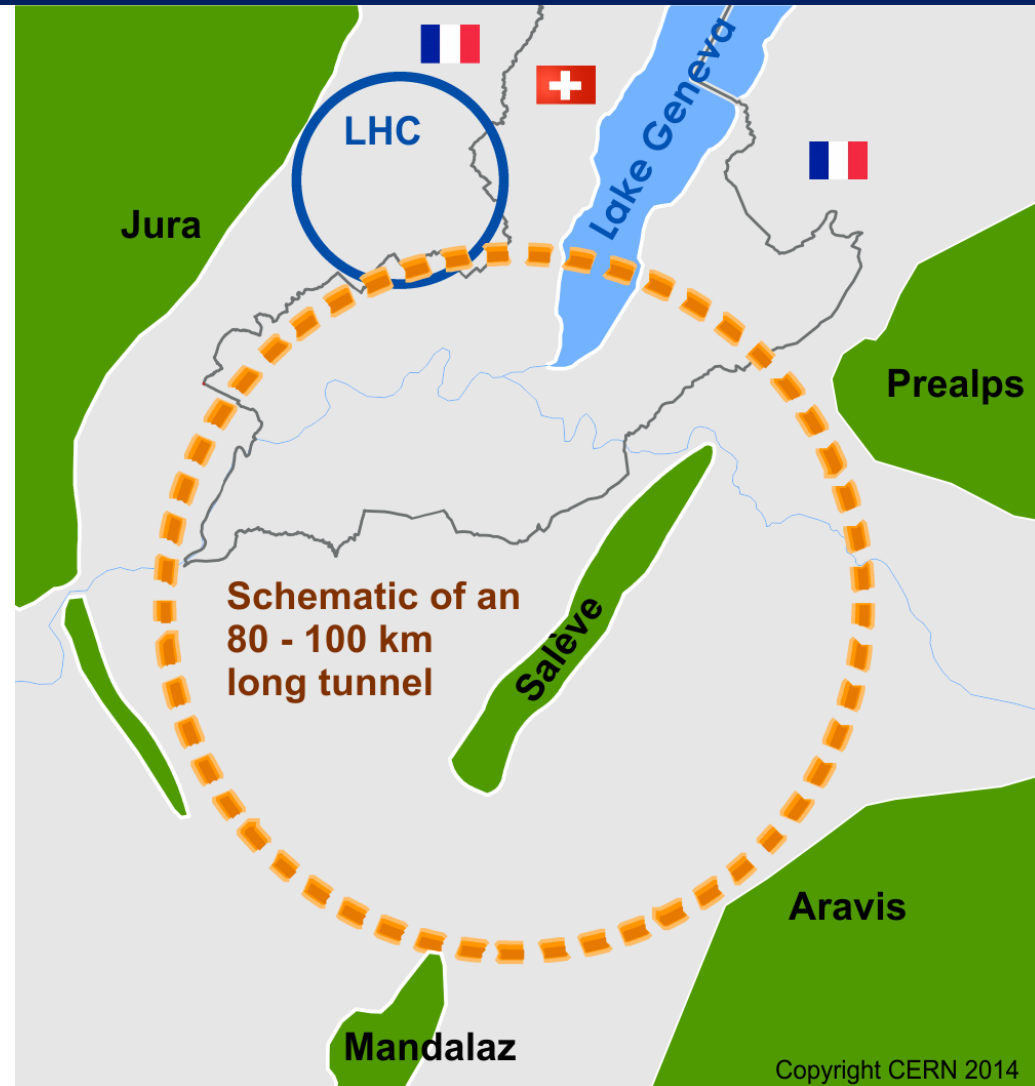 LHC
Lake Geneva
Jura
Prealps
Schematic of an
80 - 100 km
long tunnel
Salève
Aravis
Mandalaz
Copyright CERN 2014